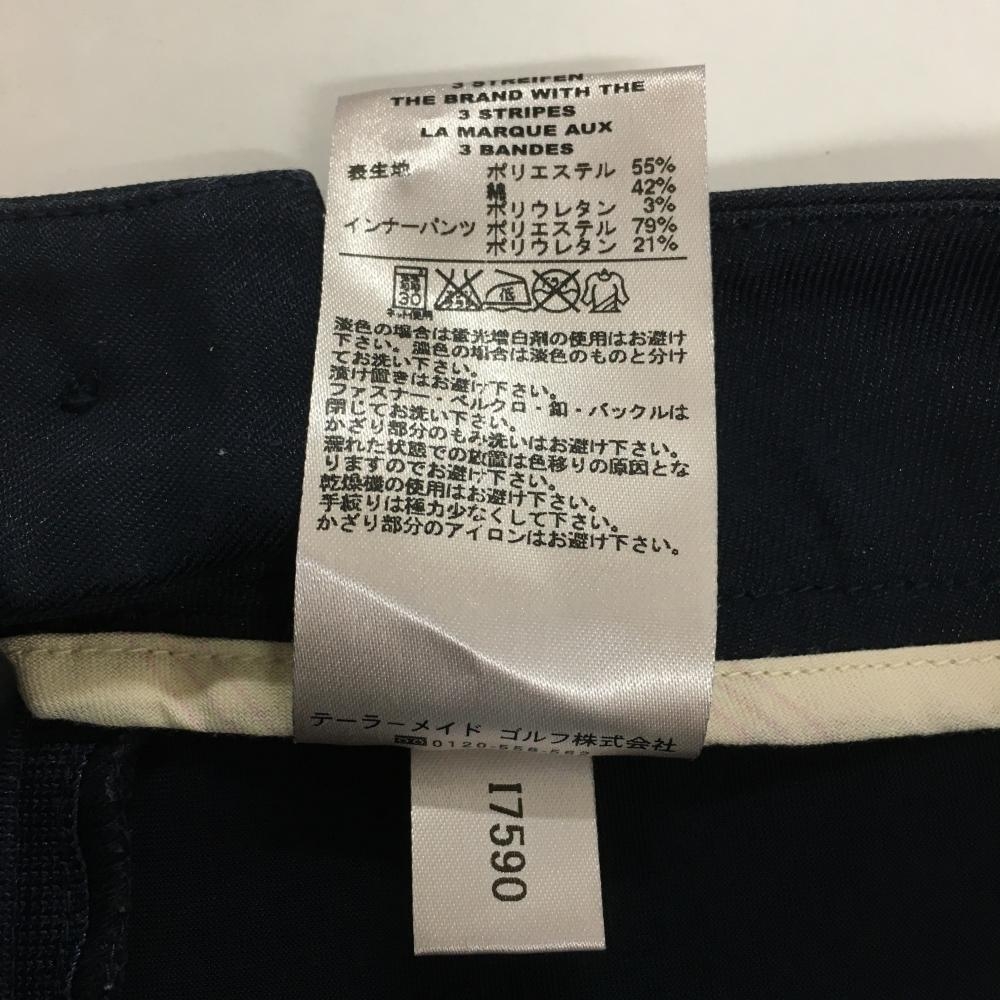 3 STREIFEN
THE BRAND WITH THE
3 STRIPES
LA MARQUE AUX
3 BANDES
表生地 ポリエステル 55%
綿 42%
ポリウレタン 3%
インナーパンツ ポリエステル 79%
ポリウレタン 21%
30 低
ネット使用
淡色の場合は蛍光増白剤の使用はお避け
下さい。濃色の場合は淡色のものと分け
てお洗い下さい。
漬け置きはお避け下さい。
ファスナー・ベルクロ・釦・バックルは
閉じてお洗い下さい。
かざり部分のもみ洗いはお避け下さい。
濡れた状態での放置は色移りの原因とな
りますのでお避け下さい。
乾燥機の使用はお避け下さい。
手絞りは極力少なくして下さい。
かざり部分のアイロンはお避け下さい。
テーラーメイド ゴルフ株式会社
0120-558-562
I7590